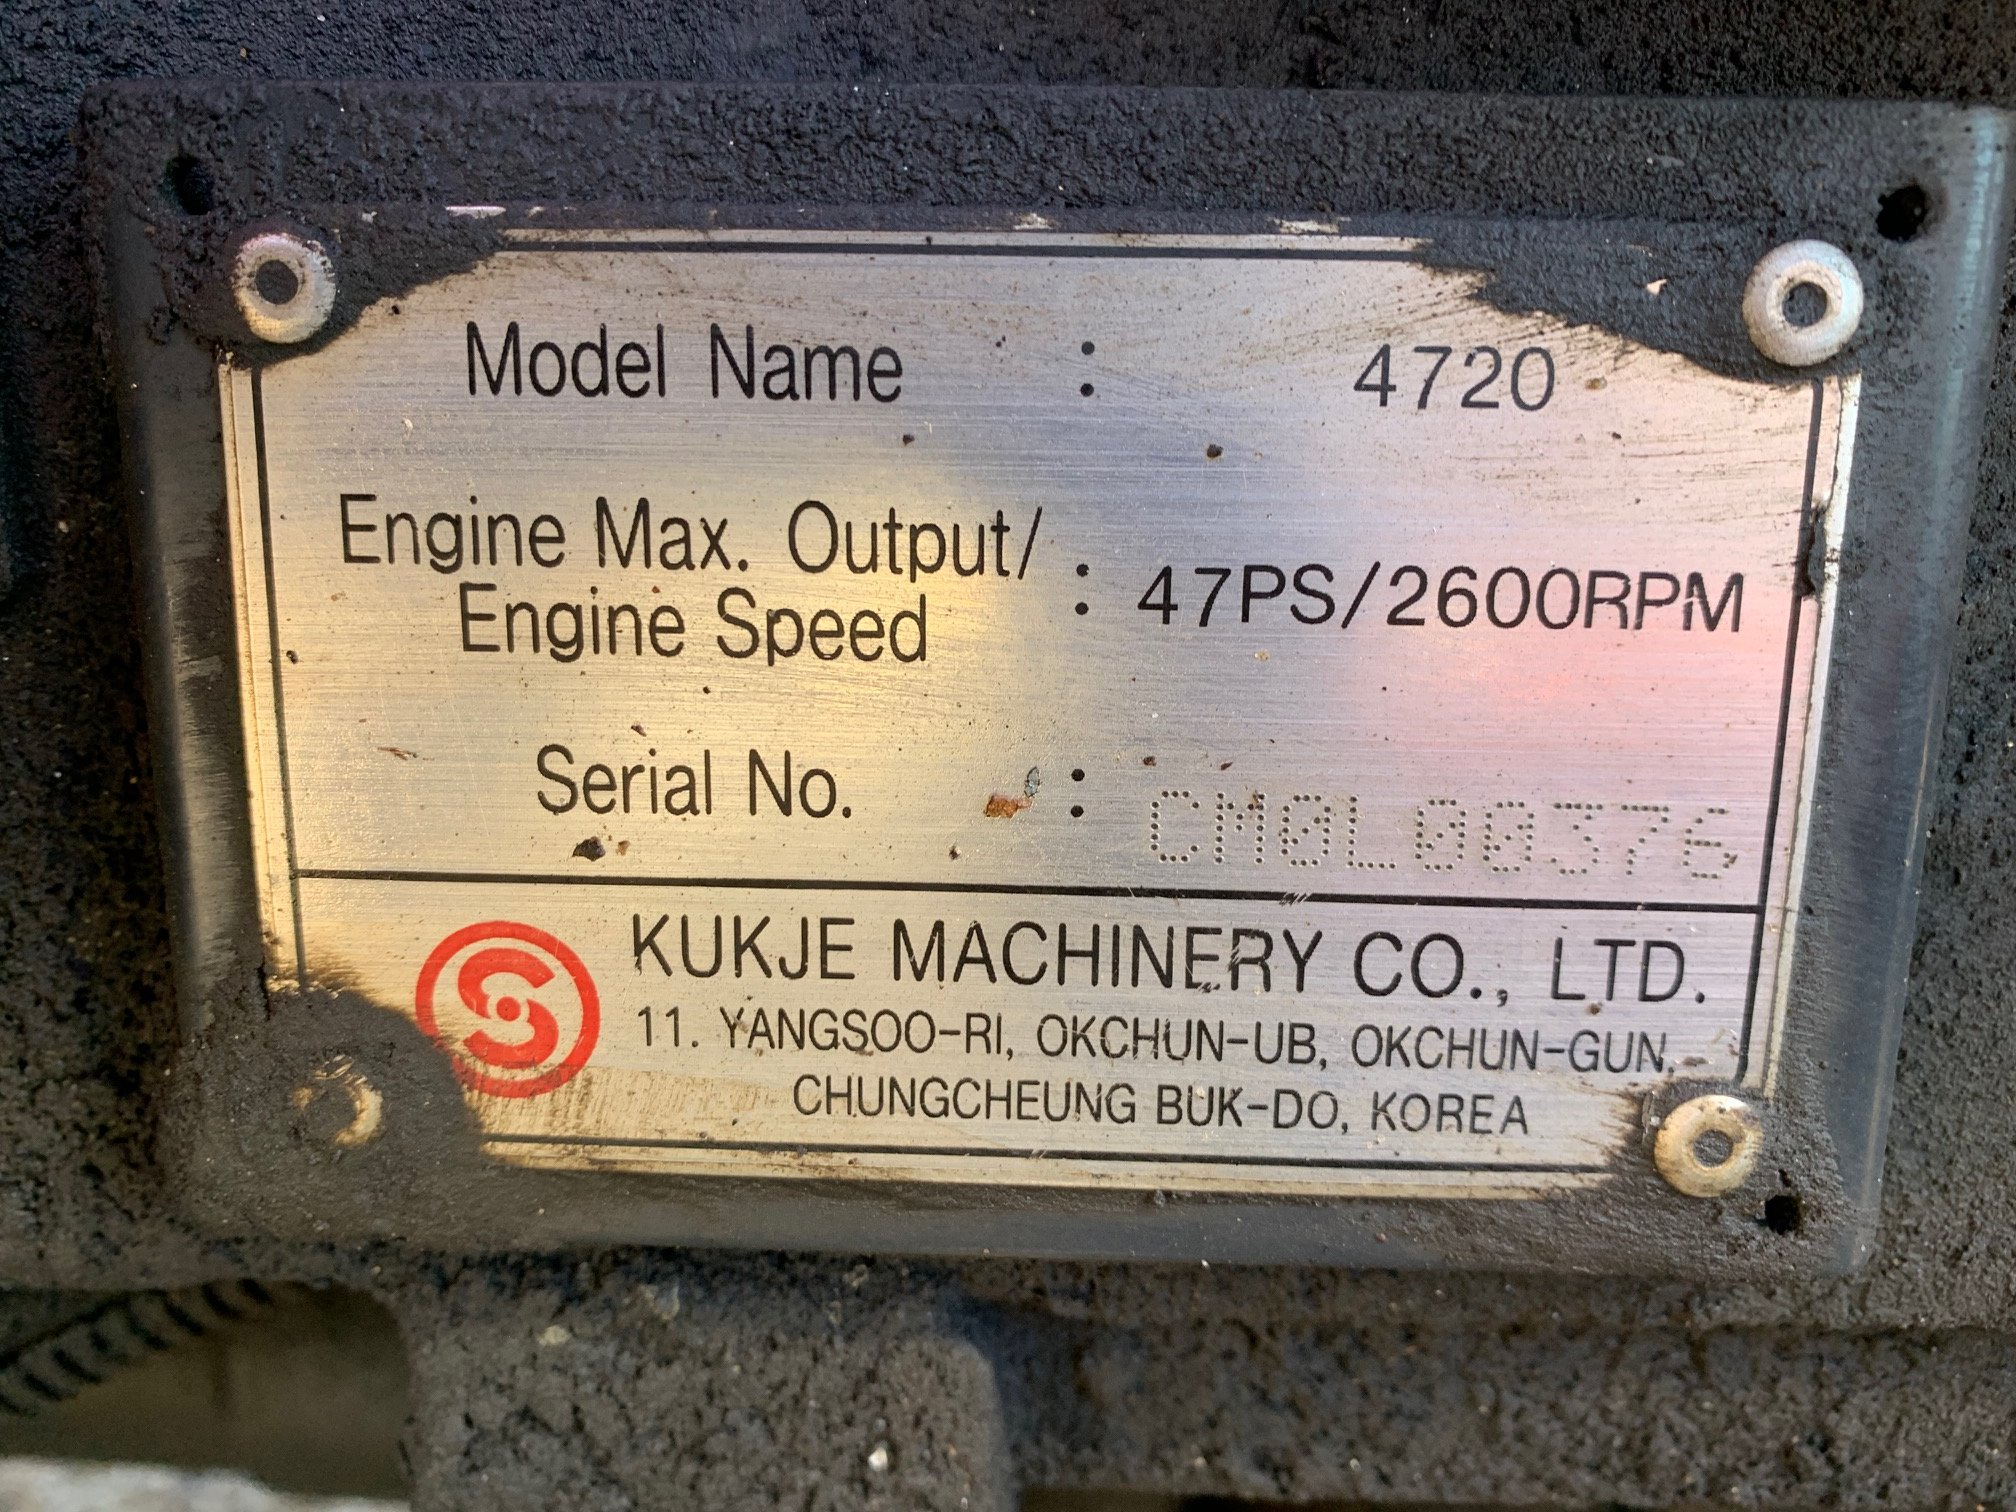 Model Name : 4720
Engine Max. Output/
Engine Speed : 47PS/2600RPM
Serial No. : CM0L00376
KUKJE MACHINERY CO., LTD.
11. YANGSOO-RI, OKCHUN-UB, OKCHUN-GUN.
CHUNGCHEUNG BUK-DO, KOREA